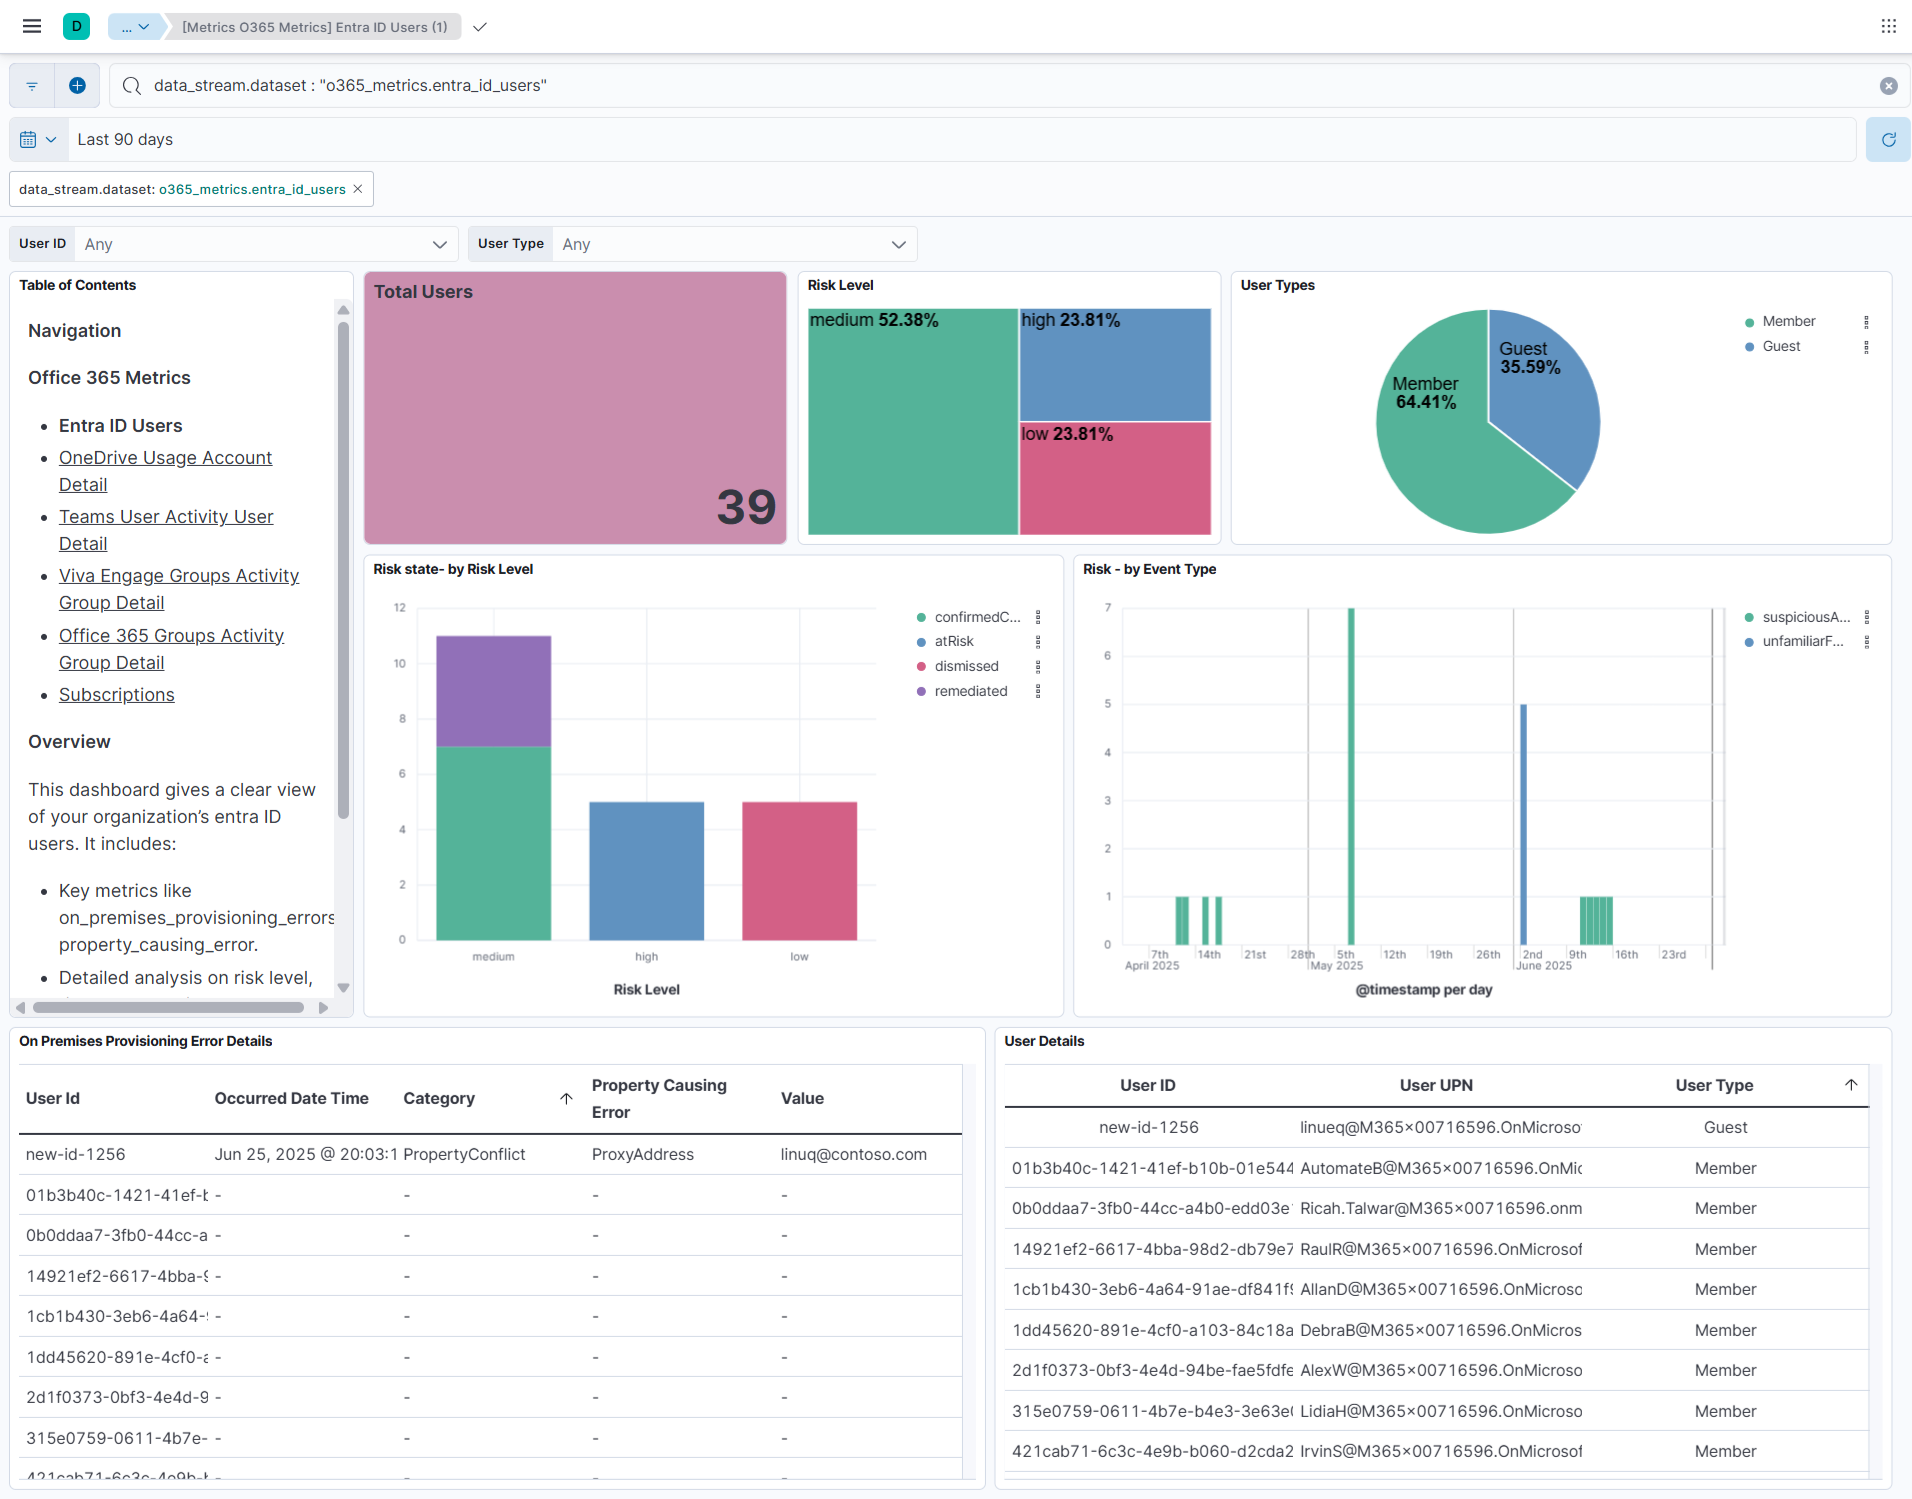 D
...
[Metrics O365 Metrics] Entra ID Users (1)
data_stream.dataset : "o365_metrics.entra_id_users"
Last 90 days
data_stream.dataset: o365_metrics.entra_id_users
User ID Any
User Type Any
Table of Contents
Navigation
Office 365 Metrics
Entra ID Users
OneDrive Usage Account
Detail
Teams User Activity User
Detail
Viva Engage Groups Activity
Group Detail
Office 365 Groups Activity
Group Detail
Subscriptions
Overview
This dashboard gives a clear view
of your organization’s entra ID
users. It includes:
Key metrics like
on_premises_provisioning_errors
property_causing_error.
Detailed analysis on risk level,
Total Users
39
Risk Level
medium 52.38%
high 23.81%
low 23.81%
User Types
Guest
35.59%
Member
64.41%
Member
Guest
Risk state- by Risk Level
12
10
8
6
4
2
0
medium high low
Risk Level
confirmedC...
atRisk
dismissed
remediated
Risk - by Event Type
7
6
5
4
3
2
1
0
7th 14th 21st 28th 5th 12th 19th 26th 2nd 9th 16th 23rd
April 2025 May 2025 June 2025
@timestamp per day
suspiciousA...
unfamiliarF...
On Premises Provisioning Error Details
User Id Occurred Date Time Category Property Causing Error Value
new-id-1256 Jun 25, 2025 @ 20:03:1 PropertyConflict ProxyAddress linuq@contoso.com
01b3b40c-1421-41ef- - - - -
0b0ddaa7-3fb0-44cc-a - - - -
14921ef2-6617-4bba- - - - -
1cb1b430-3eb6-4a64- - - - -
1dd45620-891e-4cf0- - - - -
2d1f0373-0bf3-4e4d-9 - - - -
315e0759-0611-4b7e- - - - -
421cab71-6c3c-4e9b- - - - -
User Details
User ID User UPN User Type
new-id-1256 linueq@M365x00716596.OnMicroso Guest
01b3b40c-1421-41ef-b10b-01e544 AutomateB@M365x00716596.OnMic Member
0b0ddaa7-3fb0-44cc-a4b0-edd03e Ricah.Talwar@M365x00716596.onm Member
14921ef2-6617-4bba-98d2-db79e7 RaulR@M365x00716596.OnMicrosof Member
1cb1b430-3eb6-4a64-91ae-df841f AllanD@M365x00716596.OnMicroso Member
1dd45620-891e-4cf0-a103-84c18a DebraB@M365x00716596.OnMicros Member
2d1f0373-0bf3-4e4d-94be-fae5fdfe AlexW@M365x00716596.OnMicroso Member
315e0759-0611-4b7e-b4e3-3e63e LidiaH@M365x00716596.OnMicroso Member
421cab71-6c3c-4e9b-b060-d2cda2 IrvinS@M365x00716596.OnMicrosof Member